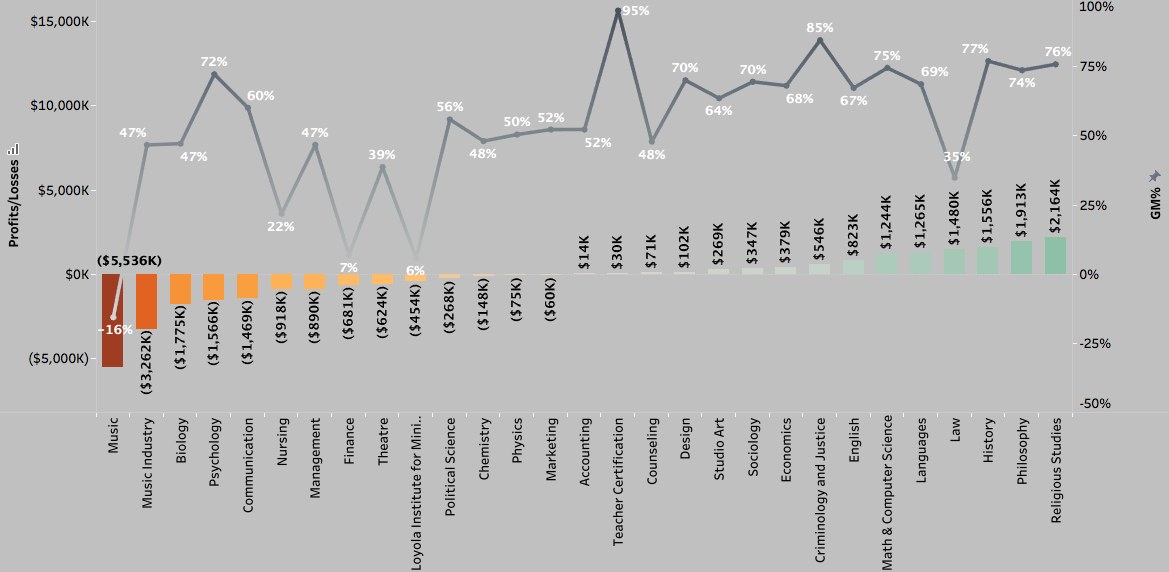 $15,000K
$10,000K
$5,000K
$0K
($5,000K)
Profits/Losses
100%
75%
50%
25%
0%
-25%
-50%
GM%
-16%
47%
47%
72%
60%
22%
47%
7%
39%
6%
56%
48%
50%
52%
52%
95%
48%
70%
64%
70%
68%
85%
67%
75%
69%
35%
77%
74%
76%
($5,536K)
($3,262K)
($1,775K)
($1,566K)
($1,469K)
($918K)
($890K)
($681K)
($624K)
($454K)
($268K)
($148K)
($75K)
($60K)
$14K
$30K
$71K
$102K
$269K
$347K
$379K
$546K
$823K
$1,244K
$1,265K
$1,480K
$1,556K
$1,913K
$2,164K
Music
Music Industry
Biology
Psychology
Communication
Nursing
Management
Finance
Theatre
Loyola Institute for Mini..
Political Science
Chemistry
Physics
Marketing
Accounting
Teacher Certification
Counseling
Design
Studio Art
Sociology
Economics
Criminology and Justice
English
Math & Computer Science
Languages
Law
History
Philosophy
Religious Studies